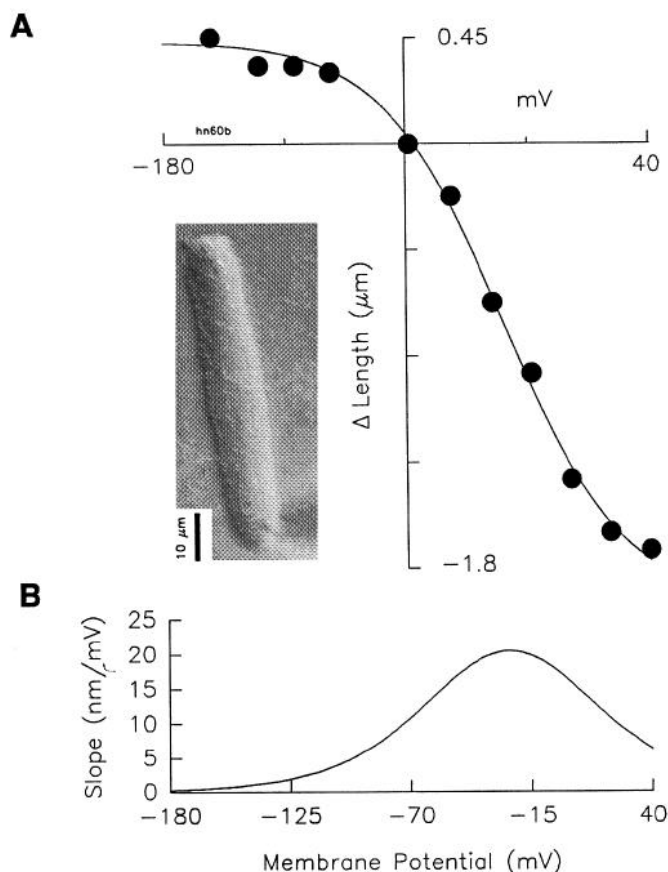 A
0.45
mV
hn60b
−180
40
Δ Length (μm)
10 μm
−1.8
B
25
20
15
10
5
0
Slope (nm/mV)
−180
−125
−70
−15
40
Membrane Potential (mV)